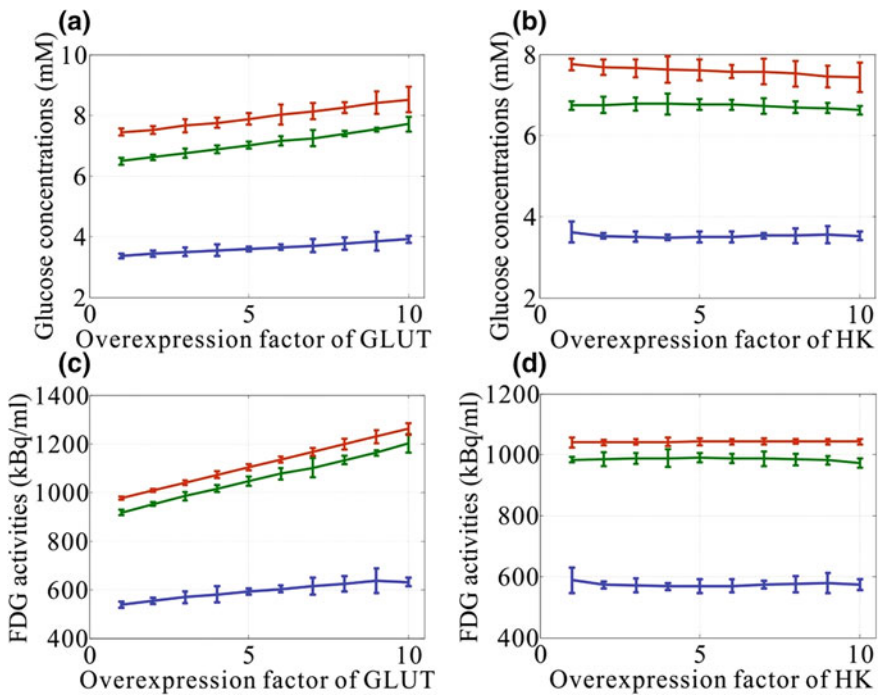 (a)
10
8
6
4
2
0
5
10
Glucose concentrations (mM)
Overexpression factor of GLUT
(b)
8
6
4
2
0
5
10
Glucose concentrations (mM)
Overexpression factor of HK
(c)
1400
1200
1000
800
600
400
0
5
10
FDG activities (kBq/ml)
Overexpression factor of GLUT
(d)
1200
1000
800
600
400
0
5
10
FDG activities (kBq/ml)
Overexpression factor of HK